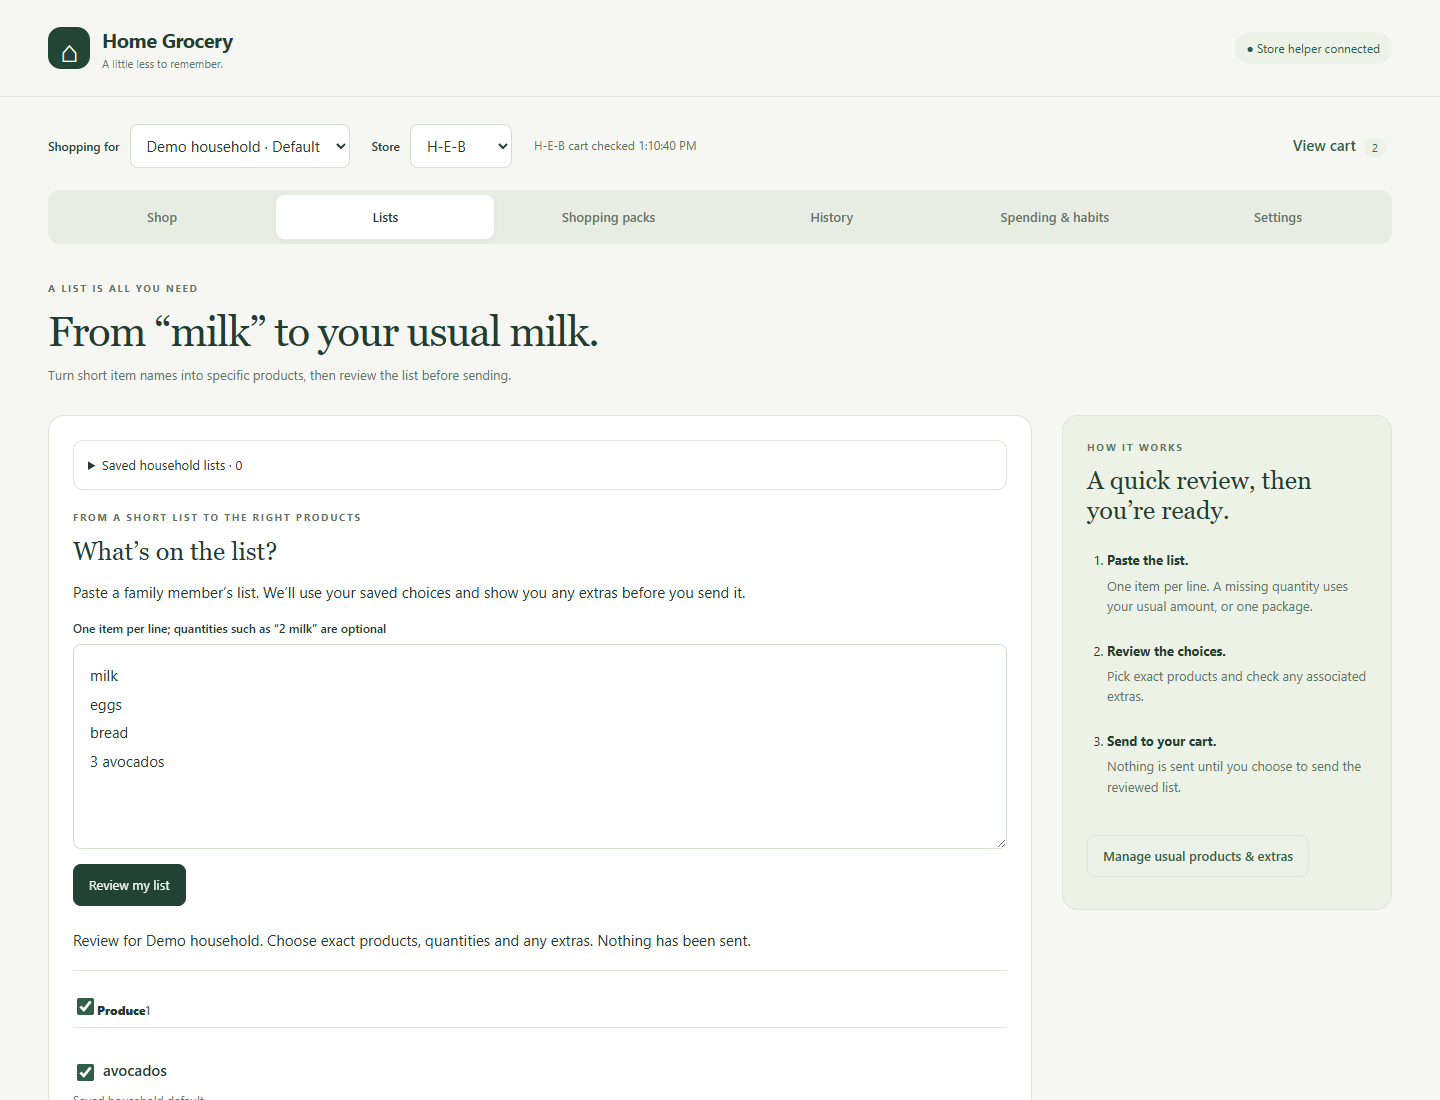 Home Grocery
A little less to remember.
● Store helper connected
Shopping for
Demo household · Default
Store
H-E-B
H-E-B cart checked 1:10:40 PM
View cart 2
Shop
Lists
Shopping packs
History
Spending & habits
Settings
A LIST IS ALL YOU NEED
From “milk” to your usual milk.
Turn short item names into specific products, then review the list before sending.
Saved household lists · 0
FROM A SHORT LIST TO THE RIGHT PRODUCTS
What’s on the list?
Paste a family member’s list. We’ll use your saved choices and show you any extras before you send it.
One item per line; quantities such as “2 milk” are optional
milk
eggs
bread
3 avocados
Review my list
Review for Demo household. Choose exact products, quantities and any extras. Nothing has been sent.
Produce1
avocados
Saved household default
HOW IT WORKS
A quick review, then
you’re ready.
1. Paste the list.
One item per line. A missing quantity uses
your usual amount, or one package.
2. Review the choices.
Pick exact products and check any associated
extras.
3. Send to your cart.
Nothing is sent until you choose to send the
reviewed list.
Manage usual products & extras